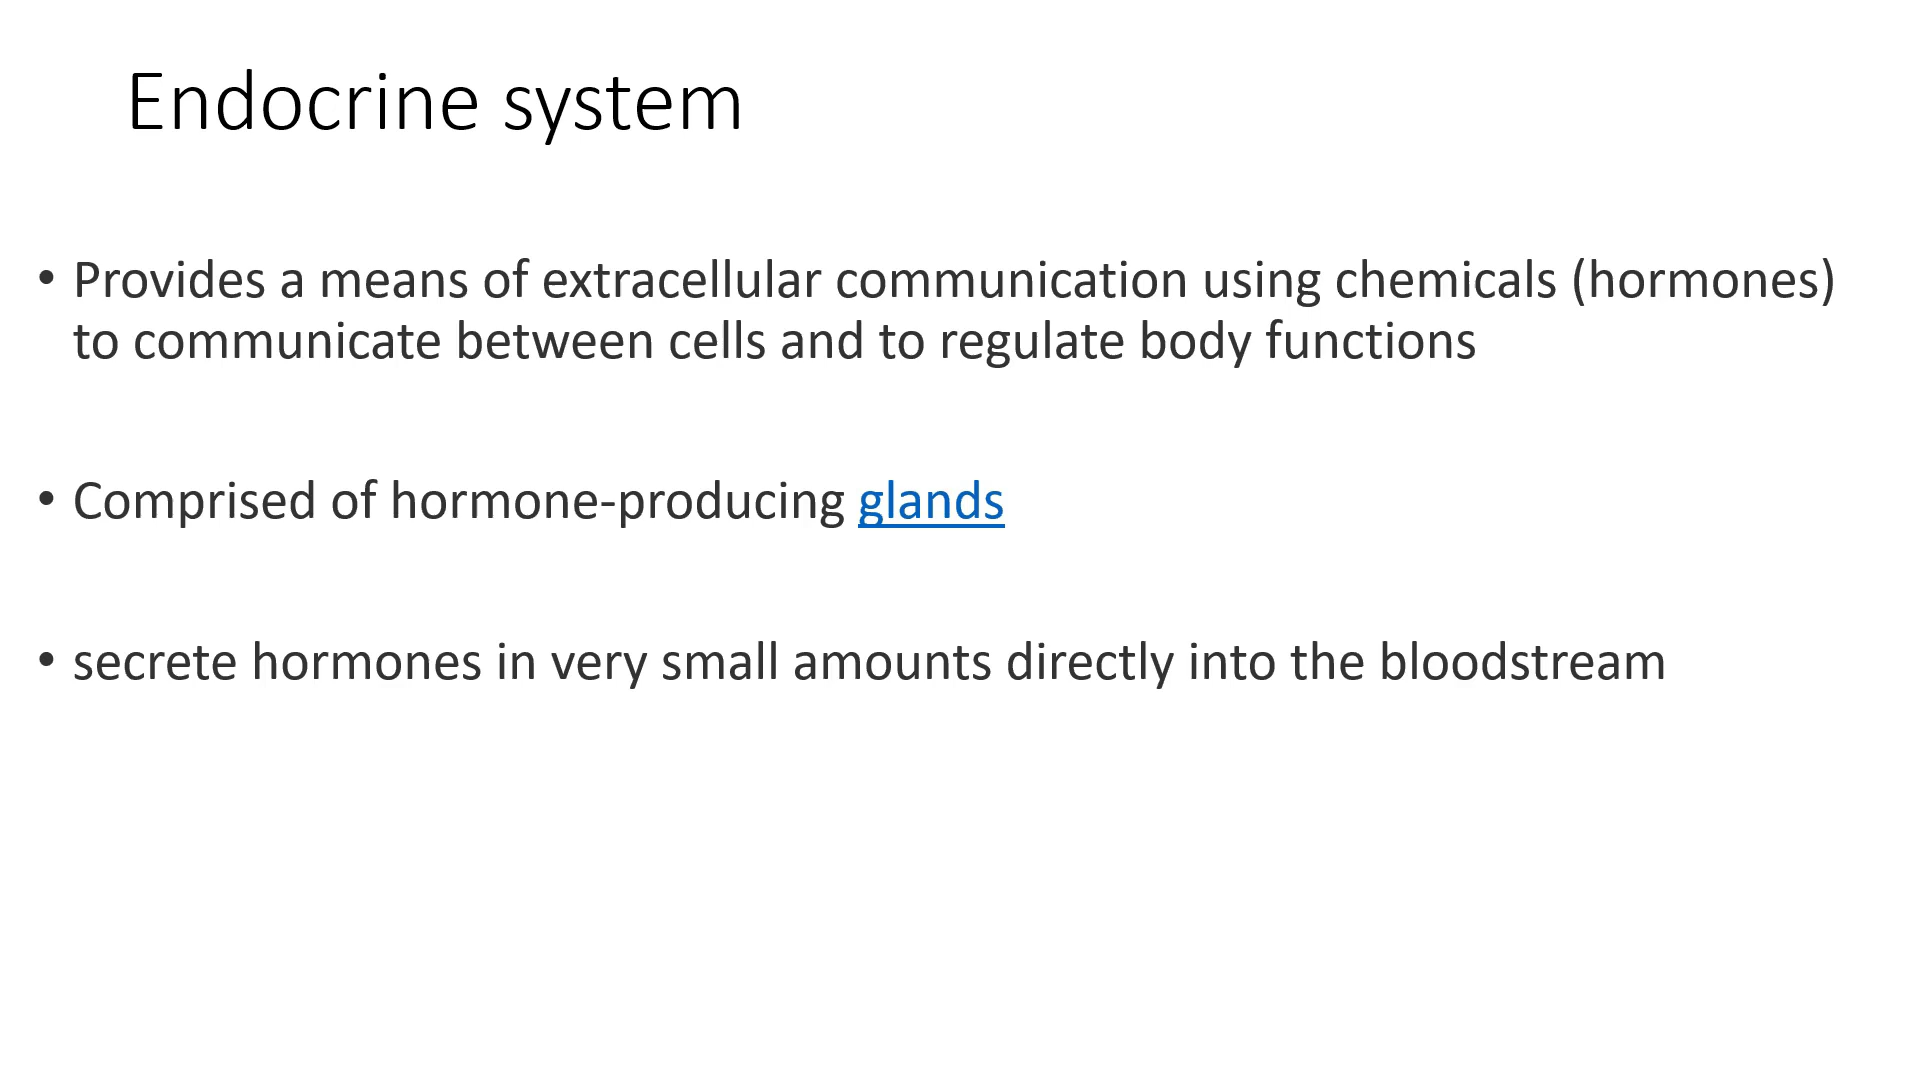 Endocrine system
• Provides a means of extracellular communication using chemicals (hormones)
to communicate between cells and to regulate body functions
• Comprised of hormone-producing glands
• secrete hormones in very small amounts directly into the bloodstream